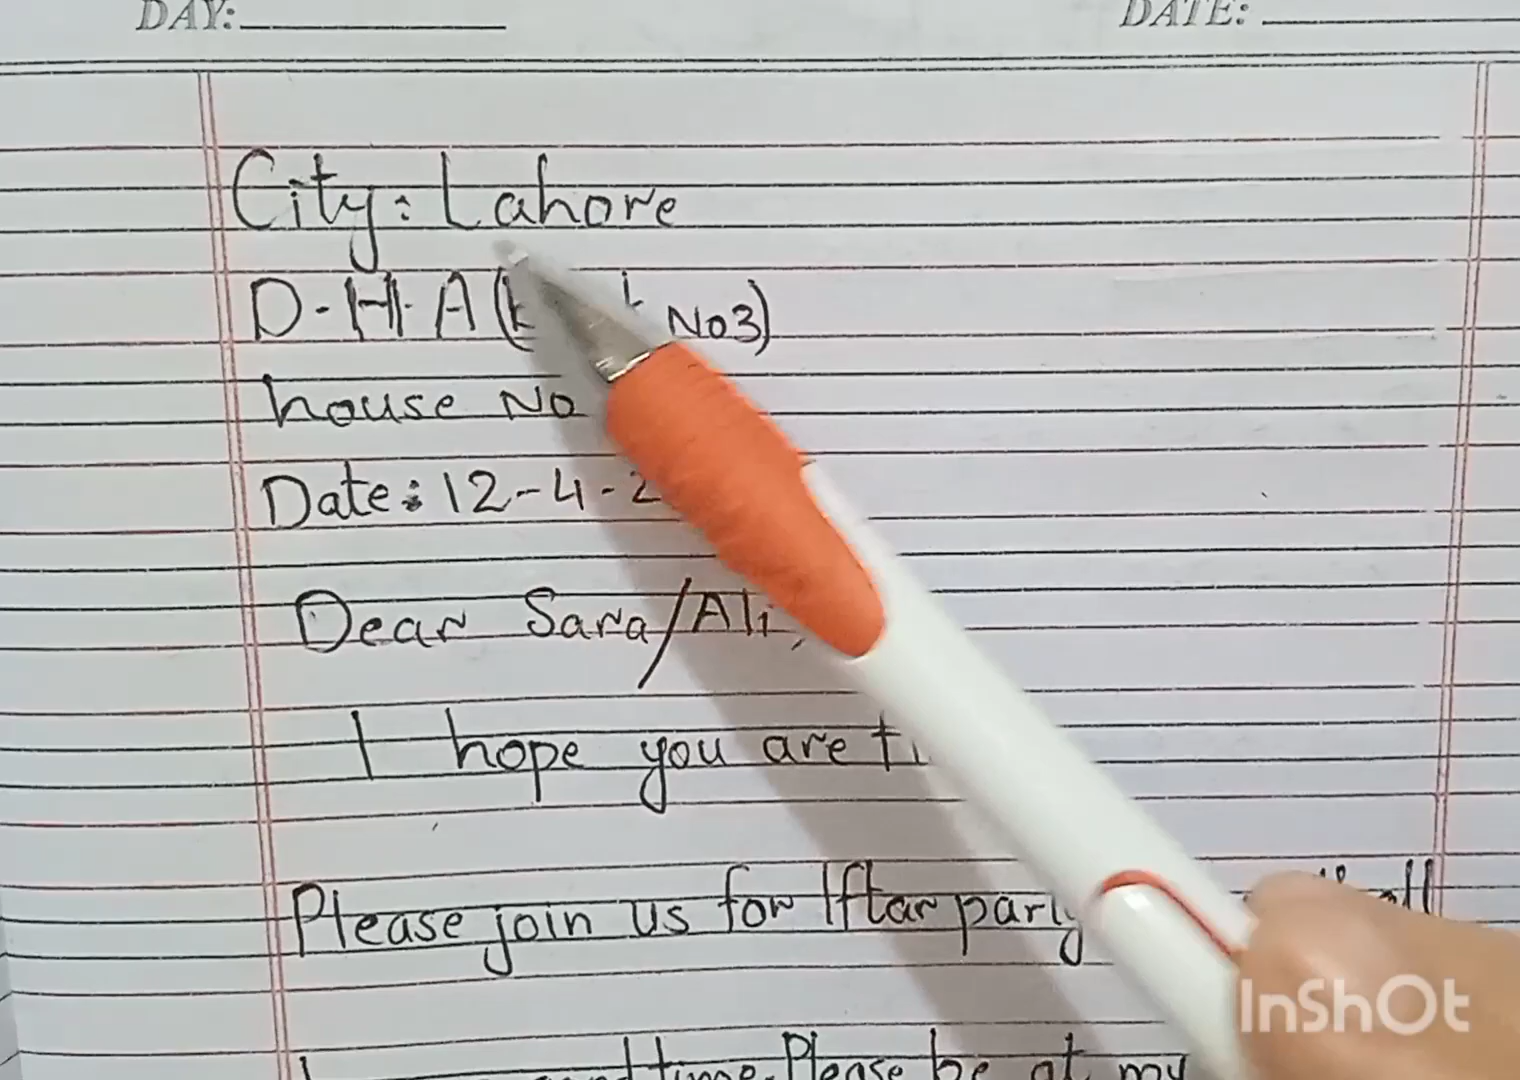 DAY: DATE:
City: Lahore
D.H.A ( No3)
house No
Date: 12-4-2
Dear Sara/Ali,
I hope you are
Please join us for Iftar party
time. Please be at my
InShOt